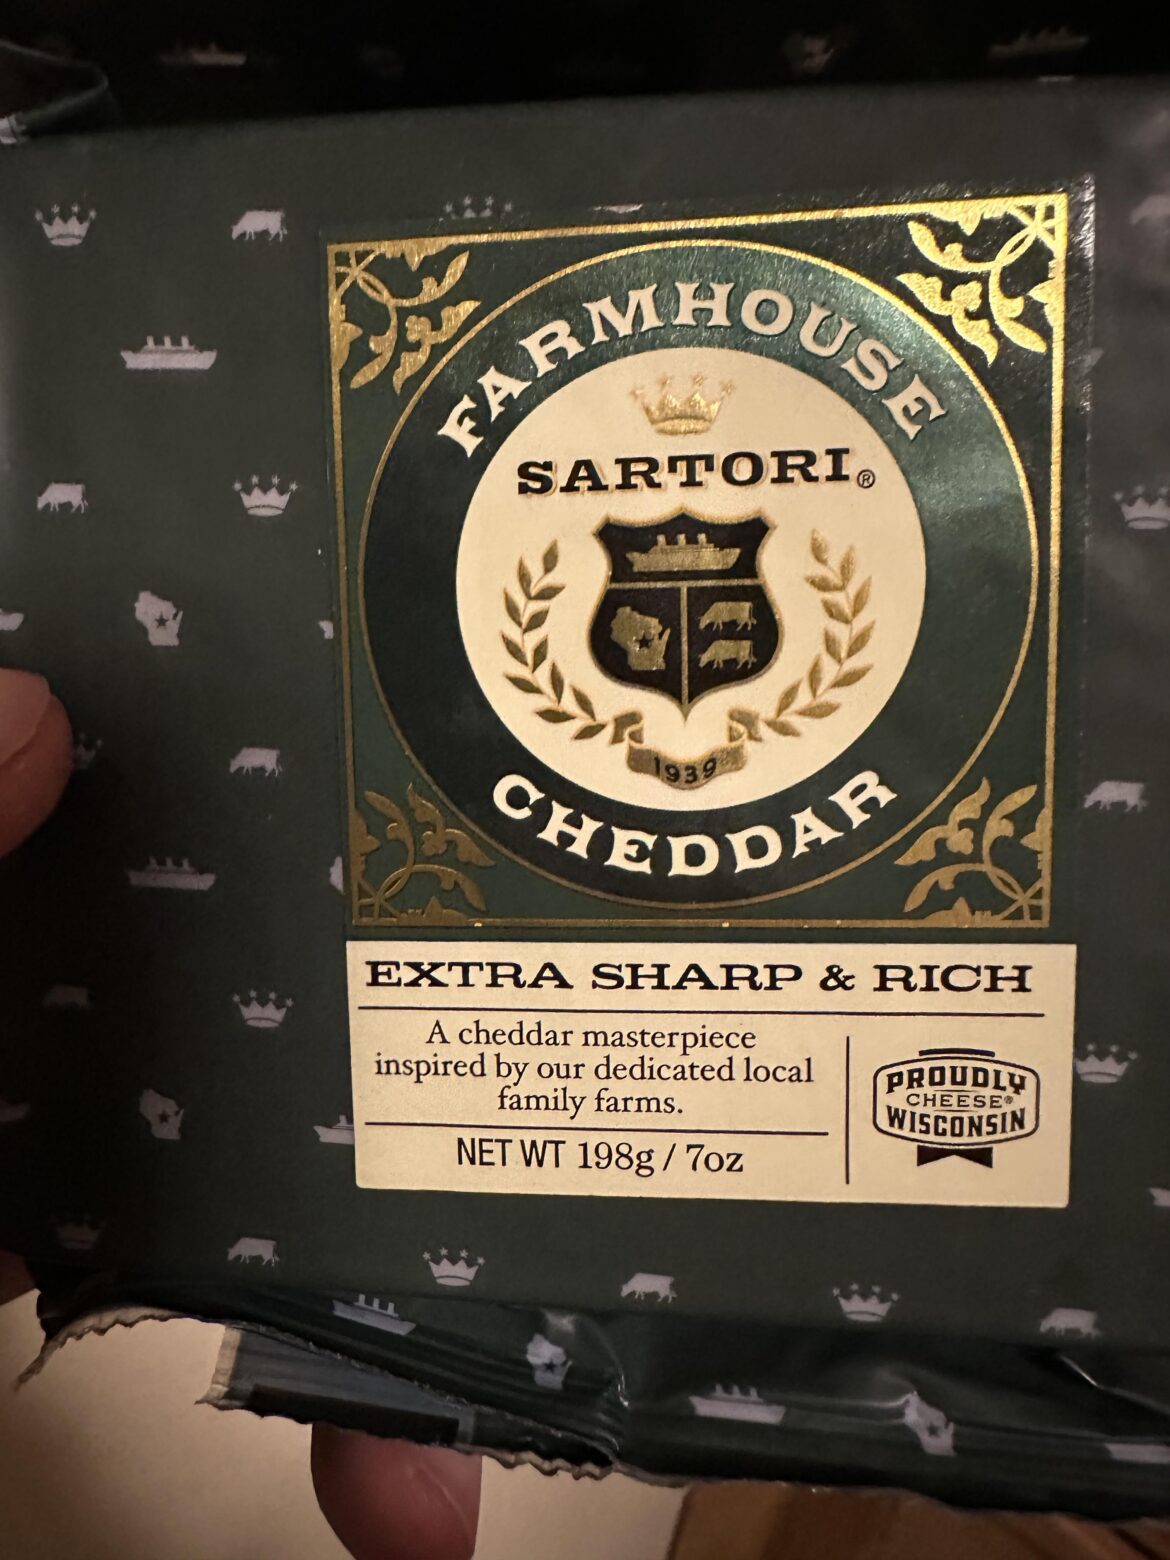 FARMHOUSE
SARTORI®
1939
CHEDDAR
EXTRA SHARP & RICH
A cheddar masterpiece
inspired by our dedicated local
family farms.
NET WT 198g / 7oz
PROUDLY
CHEESE®
WISCONSIN